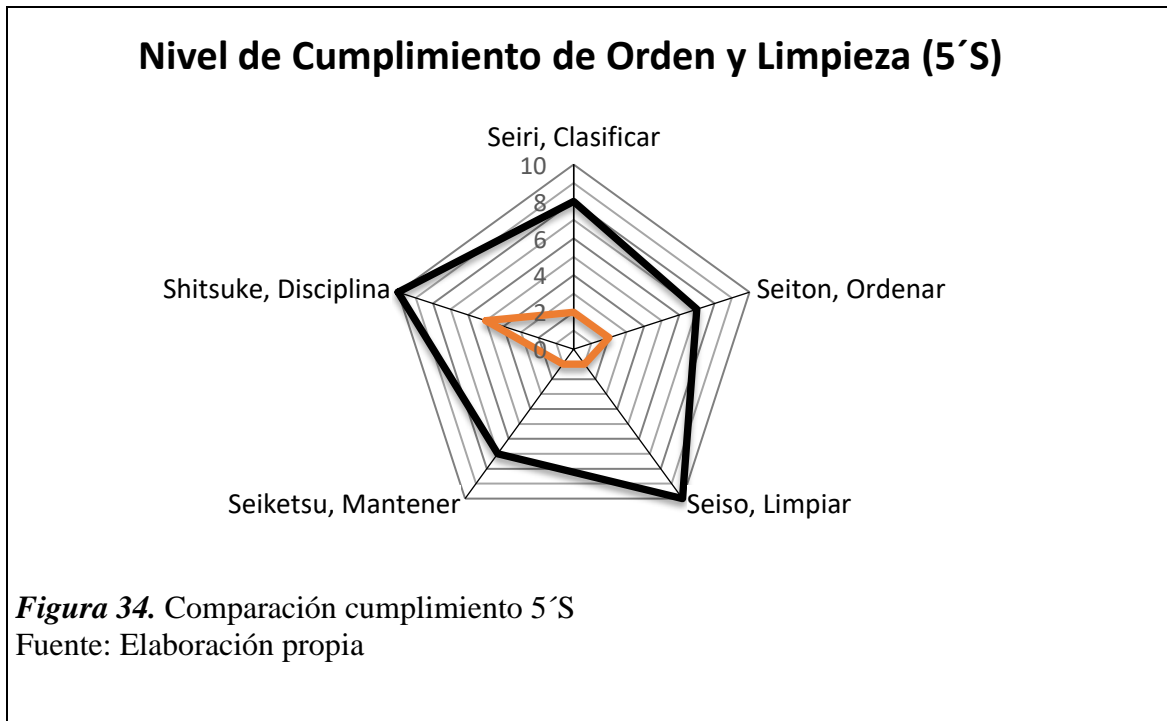 Nivel de Cumplimiento de Orden y Limpieza (5´S)
Seiri, Clasificar
10
8
6
4
2
0
Shitsuke, Disciplina
Seiton, Ordenar
Seiketsu, Mantener
Seiso, Limpiar
Figura 34. Comparación cumplimiento 5´S
Fuente: Elaboración propia